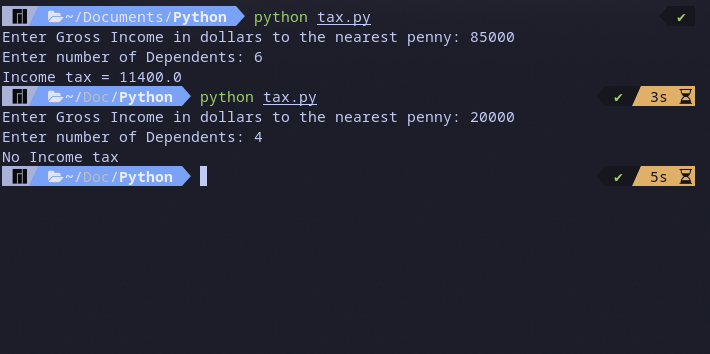 ~/Documents/Python python tax.py ✔
Enter Gross Income in dollars to the nearest penny: 85000
Enter number of Dependents: 6
Income tax = 11400.0
~/Doc/Python python tax.py ✔ 3s
Enter Gross Income in dollars to the nearest penny: 20000
Enter number of Dependents: 4
No Income tax
~/Doc/Python ✔ 5s